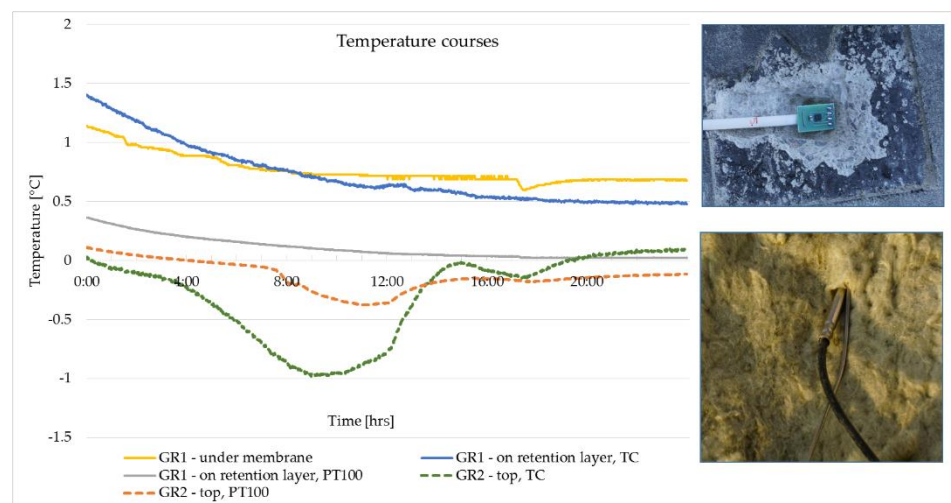 Temperature courses
2
1.5
1
0.5
0
-0.5
-1
-1.5
Temperature [°C]
0:00 4:00 8:00 12:00 16:00 20:00
Time [hrs]
GR1 - under membrane
GR1 - on retention layer, TC
GR1 - on retention layer, PT100
GR2 - top, TC
GR2 - top, PT100